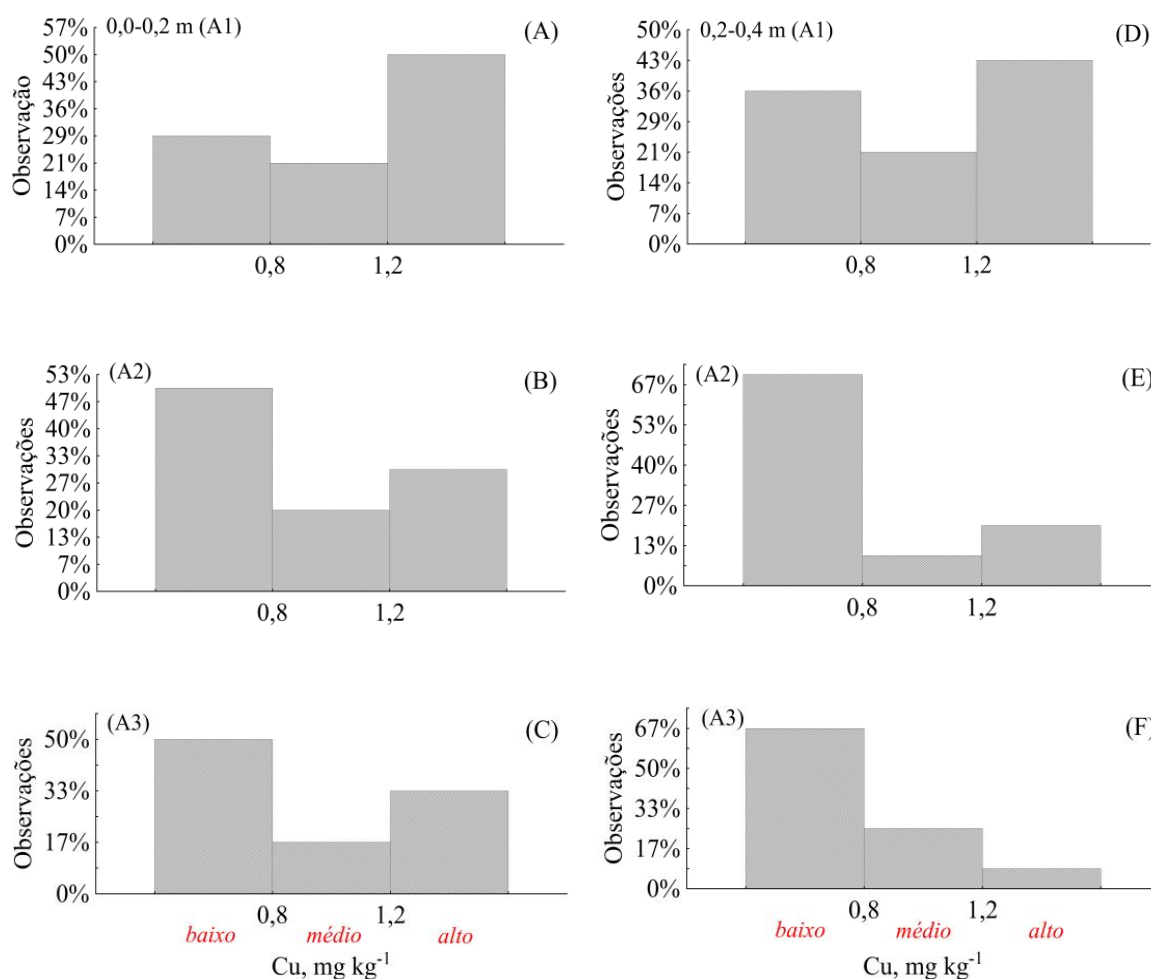 0,0-0,2 m (A1)
(A)
Observação
57%
50%
43%
36%
29%
21%
14%
7%
0%
0,8
1,2
0,2-0,4 m (A1)
(D)
Observações
50%
43%
36%
29%
21%
14%
7%
0%
0,8
1,2
(A2)
(B)
Observações
53%
47%
40%
33%
27%
20%
13%
7%
0%
0,8
1,2
(A2)
(E)
Observações
67%
53%
40%
27%
13%
0%
0,8
1,2
(A3)
(C)
Observações
50%
33%
17%
0%
0,8
1,2
baixo médio alto
Cu, mg kg⁻¹
(A3)
(F)
Observações
67%
50%
33%
17%
0%
0,8
1,2
baixo médio alto
Cu, mg kg⁻¹